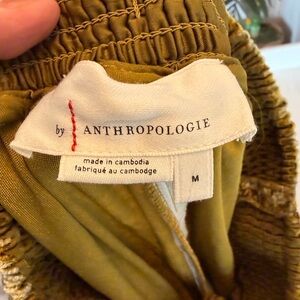 by ANTHROPOLOGIE
made in cambodia
fabriqué au cambodge
M